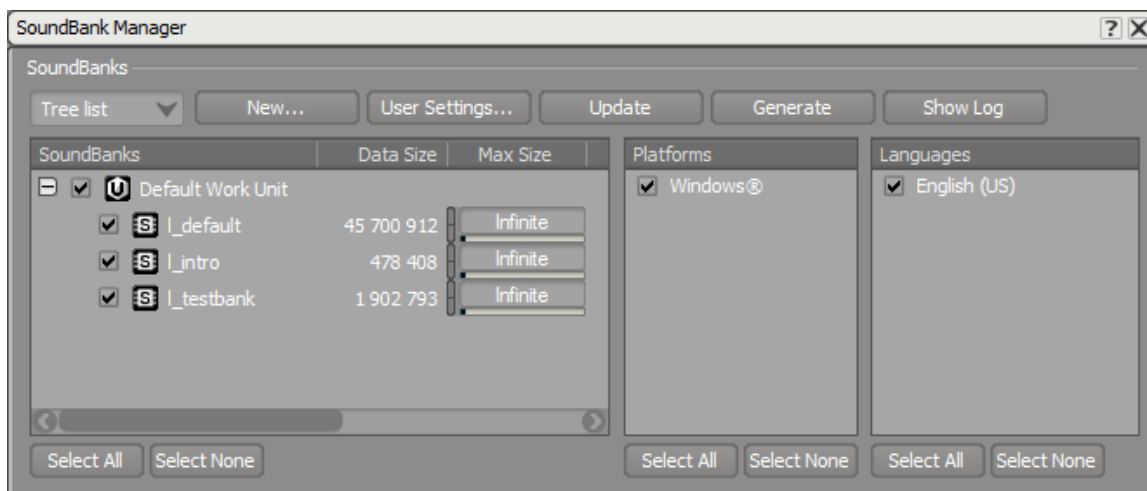 SoundBank Manager
SoundBanks
Tree list New... User Settings... Update Generate Show Log
SoundBanks Data Size Max Size Platforms Languages
Default Work Unit Windows® English (US)
l_default 45 700 912 Infinite
l_intro 478 408 Infinite
l_testbank 1 902 793 Infinite
Select All Select None Select All Select None Select All Select None